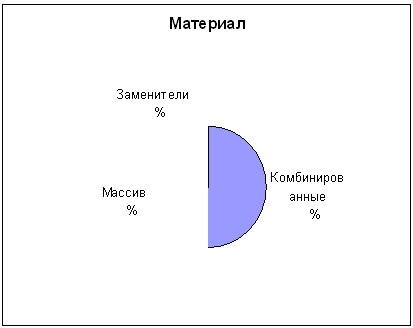 Материал
Заменители
%
Массив
%
Комбиниров
анные
%